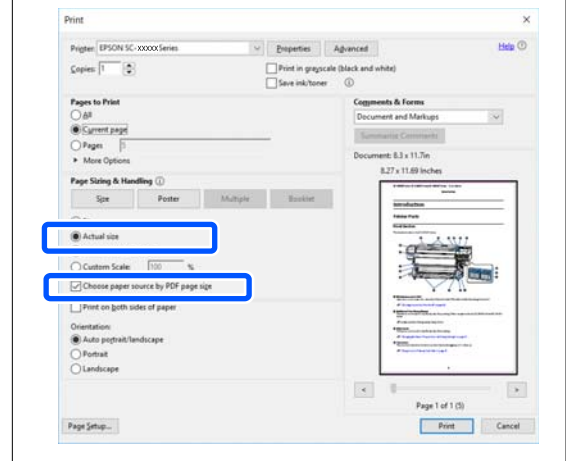 Print
Printer: EPSON SC-xxxxx Series
Properties
Advanced
Help
Copies: 1
Print in grayscale (black and white)
Save ink/toner
Pages to Print
All
Current page
Pages 5
More Options
Page Sizing & Handling
Size
Poster
Multiple
Booklet
Actual size
Custom Scale: 100 %
Choose paper source by PDF page size
Print on both sides of paper
Orientation:
Auto portrait/landscape
Portrait
Landscape
Comments & Forms
Document and Markups
Summarize Comments
Document: 8.3 x 11.7in
8.27 x 11.69 Inches
Introduction
Printer Parts
<
>
Page 1 of 1 (5)
Page Setup...
Print
Cancel